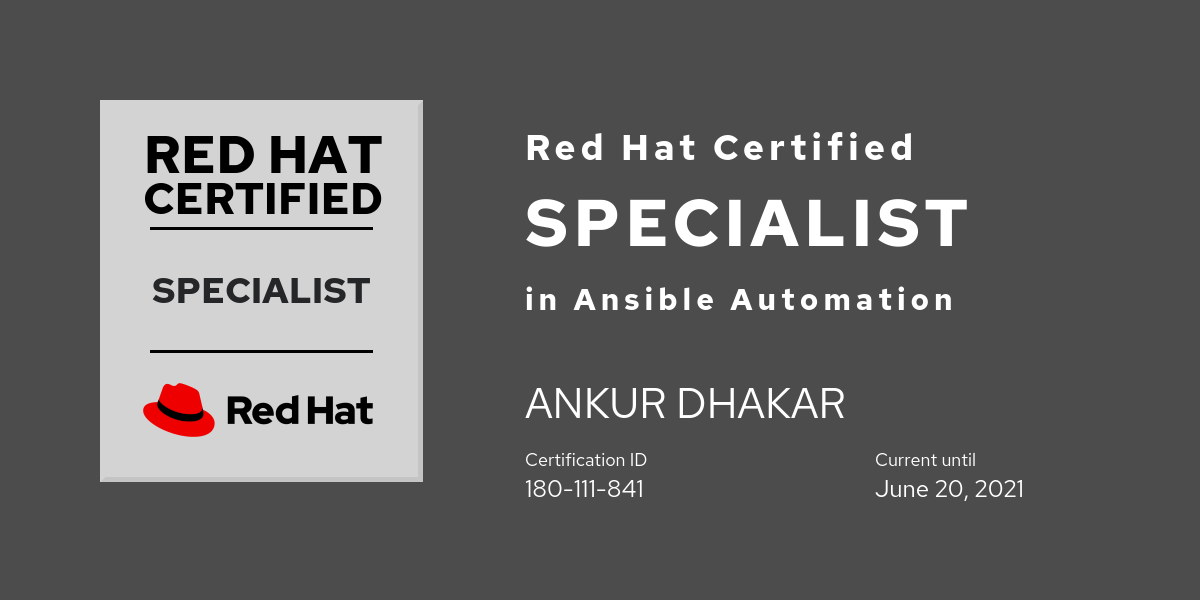 RED HAT
CERTIFIED
SPECIALIST
Red Hat
Red Hat Certified
SPECIALIST
in Ansible Automation
ANKUR DHAKAR
Certification ID
180-111-841
Current until
June 20, 2021